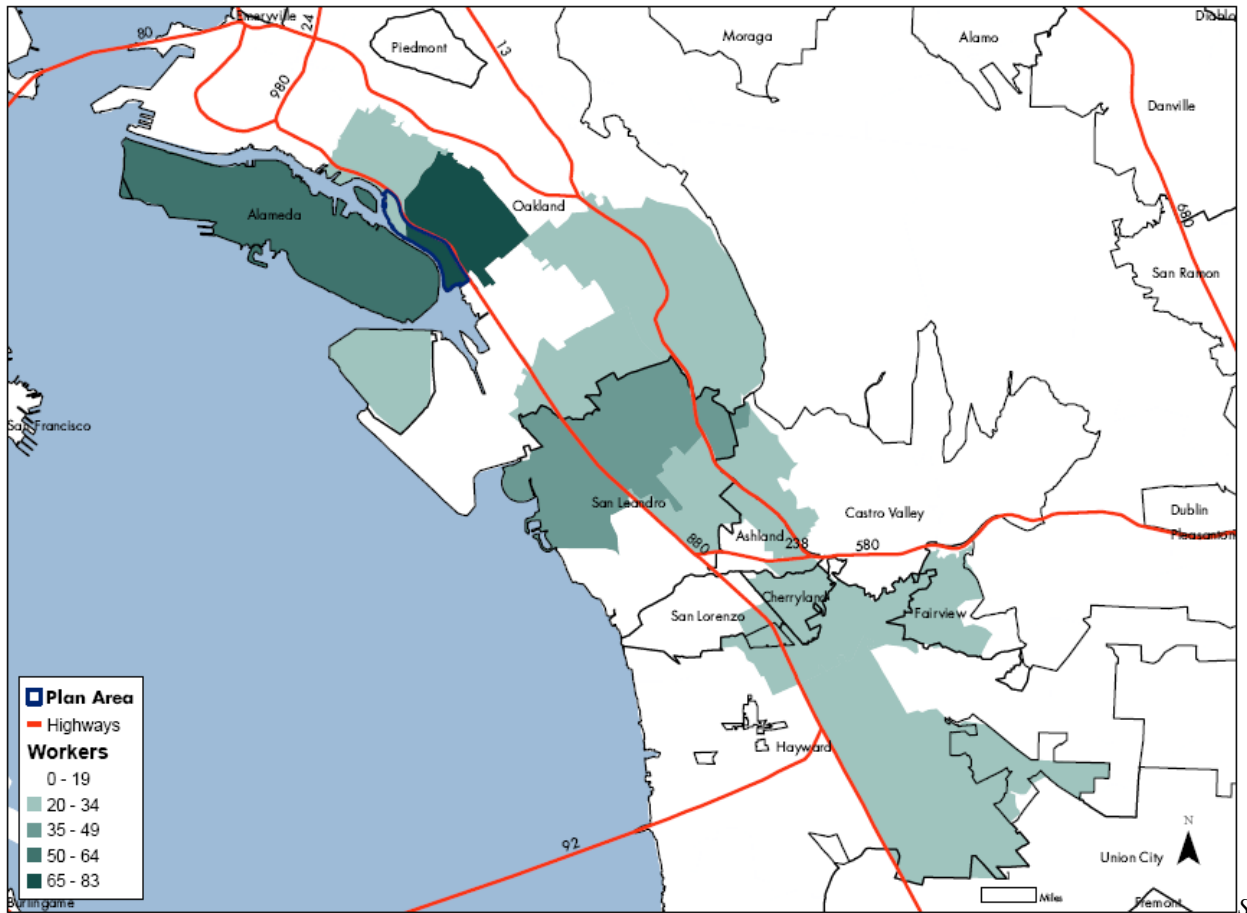 Emeryville
24
Diablo
80
Piedmont
13
Moraga
Alamo
980
Danville
Oakland
Alameda
680
San Ramon
San Francisco
San Leandro
Castro Valley
Dublin
880
Ashland
238
580
Pleasanton
Cherryland
San Lorenzo
Fairview
Plan Area
Highways
Workers
0 - 19
20 - 34
35 - 49
50 - 64
65 - 83
Hayward
92
N
Union City
Miles
Burlingame
Fremont
S